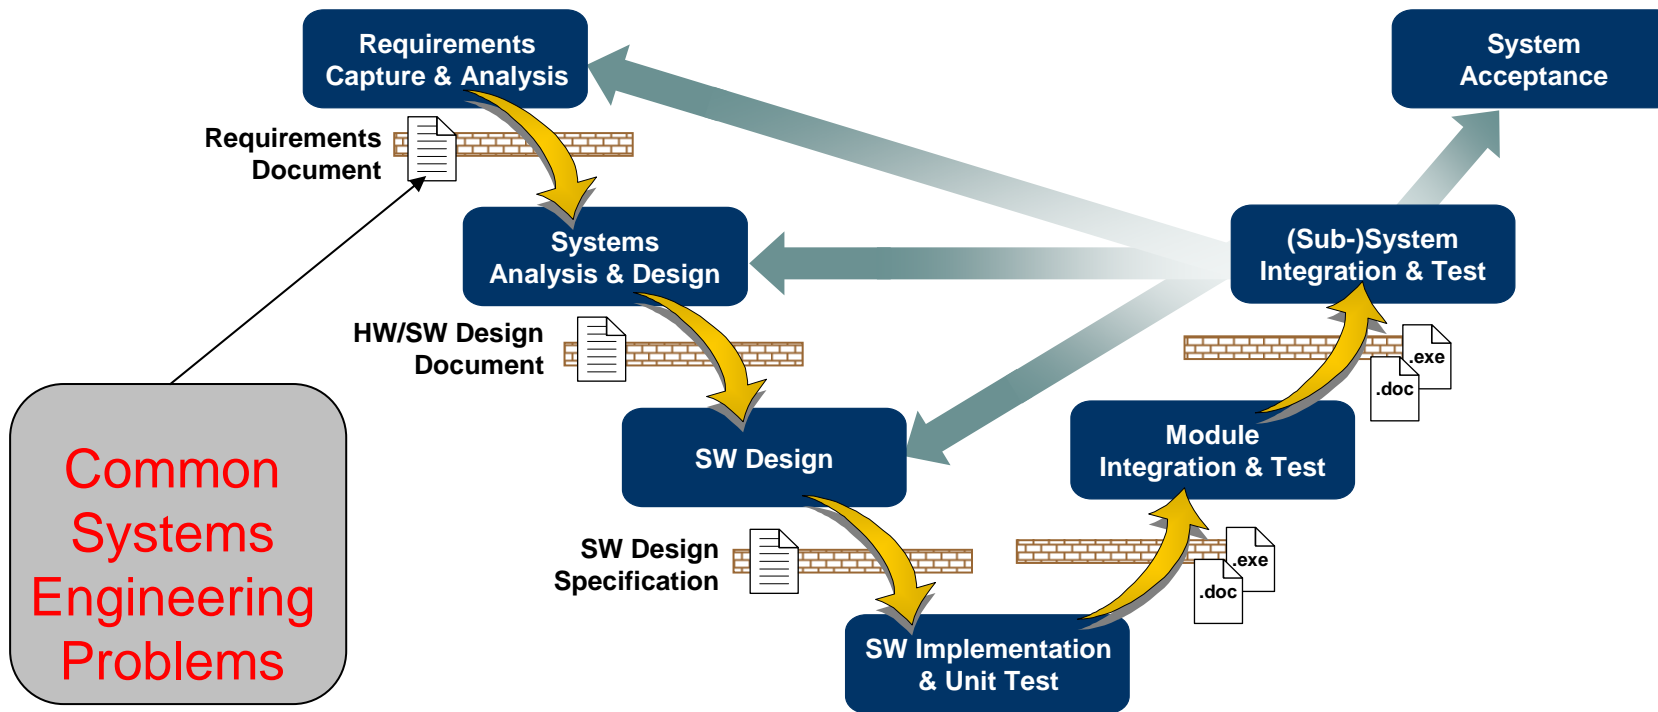 Requirements
Capture & Analysis
System
Acceptance
Requirements
Document
Systems
Analysis & Design
(Sub-)System
Integration & Test
HW/SW Design
Document
.exe
.doc
SW Design
Module
Integration & Test
Common
Systems
Engineering
Problems
SW Design
Specification
.exe
.doc
SW Implementation
& Unit Test